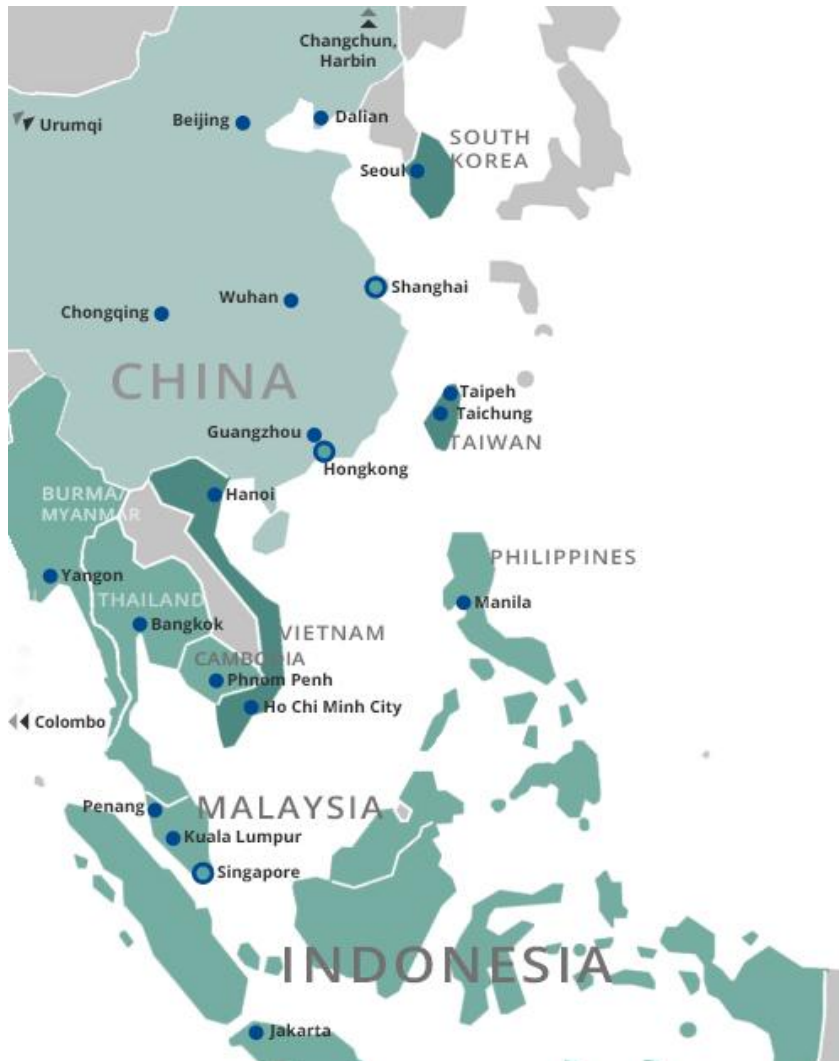 Changchun,
Harbin
Urumqi
Beijing
Dalian
SOUTH
KOREA
Seoul
Shanghai
Wuhan
Chongqing
CHINA
Taipeh
Taichung
TAIWAN
Guangzhou
Hongkong
BURMA/
MYANMAR
Hanoi
PHILIPPINES
Yangon
THAILAND
Manila
Bangkok
VIETNAM
CAMBODIA
Phnom Penh
Ho Chi Minh City
Colombo
Penang
MALAYSIA
Kuala Lumpur
Singapore
INDONESIA
Jakarta